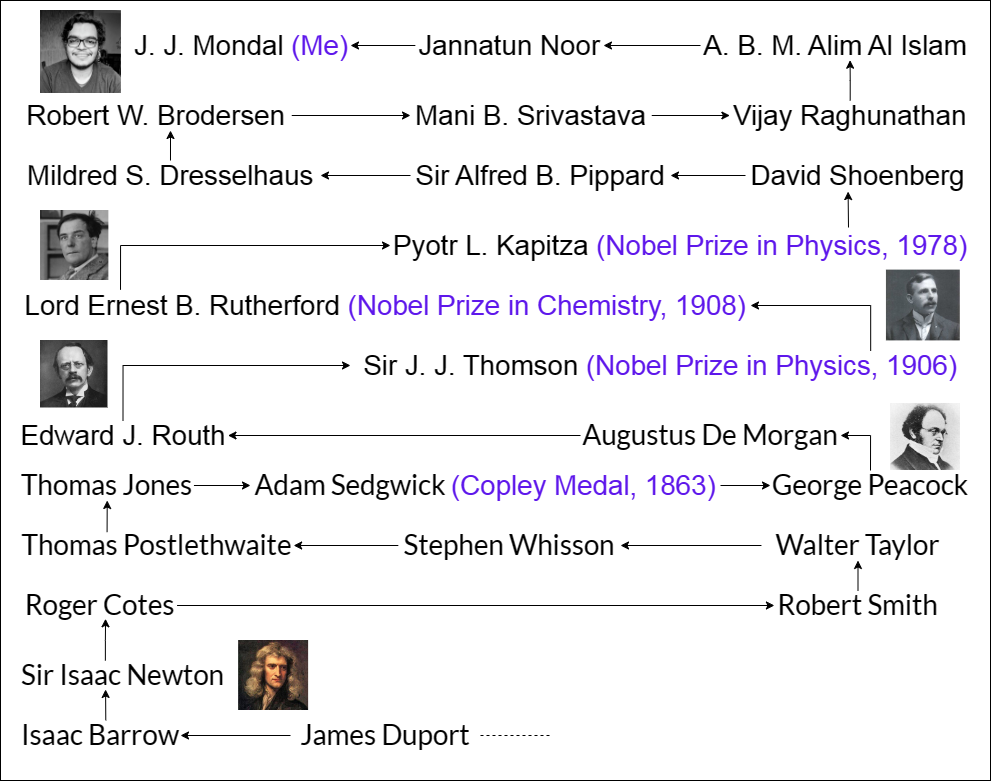 J. J. Mondal (Me) Jannatun Noor A. B. M. Alim Al Islam
Robert W. Brodersen Mani B. Srivastava Vijay Raghunathan
Mildred S. Dresselhaus Sir Alfred B. Pippard David Shoenberg
Pyotr L. Kapitza (Nobel Prize in Physics, 1978)
Lord Ernest B. Rutherford (Nobel Prize in Chemistry, 1908)
Sir J. J. Thomson (Nobel Prize in Physics, 1906)
Edward J. Routh Augustus De Morgan
Thomas Jones Adam Sedgwick (Copley Medal, 1863) George Peacock
Thomas Postlethwaite Stephen Whisson Walter Taylor
Roger Cotes Robert Smith
Sir Isaac Newton
Isaac Barrow James Duport